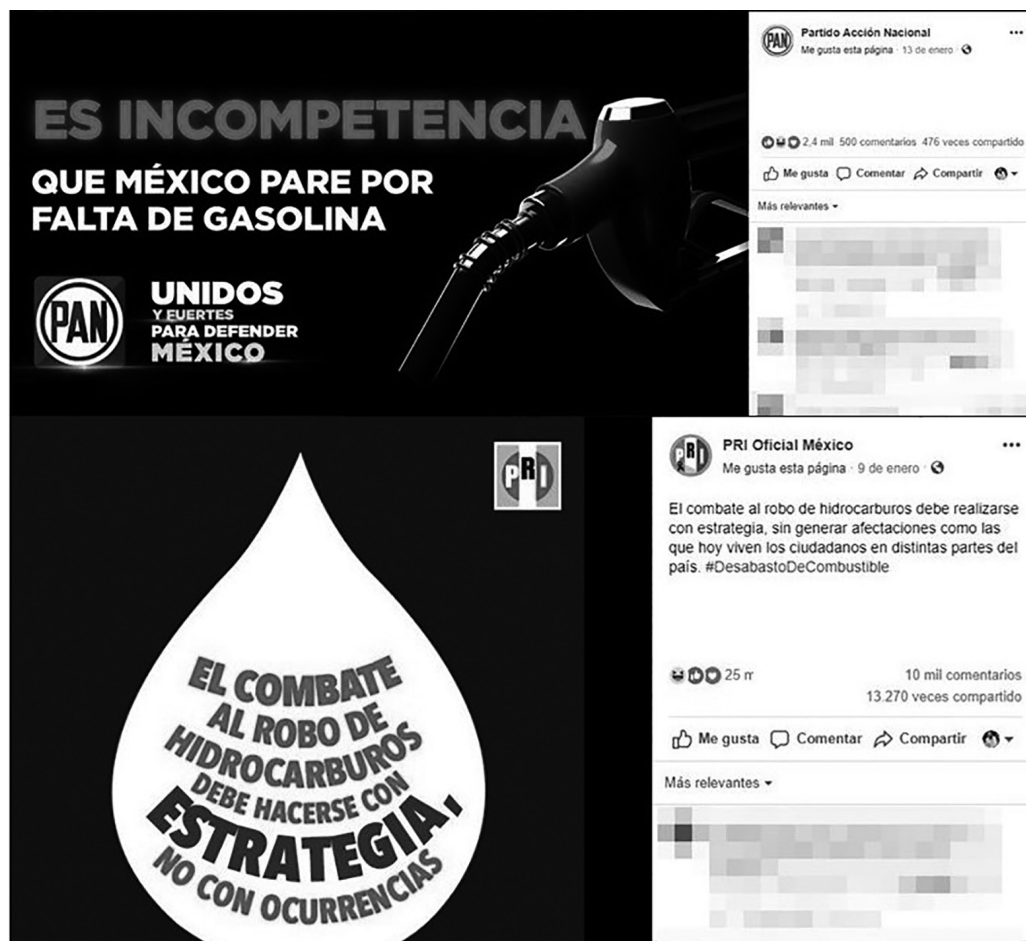 ES INCOMPETENCIA
QUE MÉXICO PARE POR
FALTA DE GASOLINA
PAN
UNIDOS
Y FUERTES
PARA DEFENDER
MÉXICO
PAN
Partido Acción Nacional
Me gusta esta página · 13 de enero ·
2,4 mil 500 comentarios 476 veces compartido
Me gusta Comentar Compartir
Más relevantes
PRI
EL COMBATE
AL ROBO DE
HIDROCARBUROS
DEBE HACERSE CON
ESTRATEGIA,
NO CON OCURRENCIAS
PRI
PRI Oficial México
Me gusta esta página · 9 de enero ·
El combate al robo de hidrocarburos debe realizarse
con estrategia, sin generar afectaciones como las
que hoy viven los ciudadanos en distintas partes del
país. #DesabastoDeCombustible
25 m
10 mil comentarios
13.270 veces compartido
Me gusta Comentar Compartir
Más relevantes